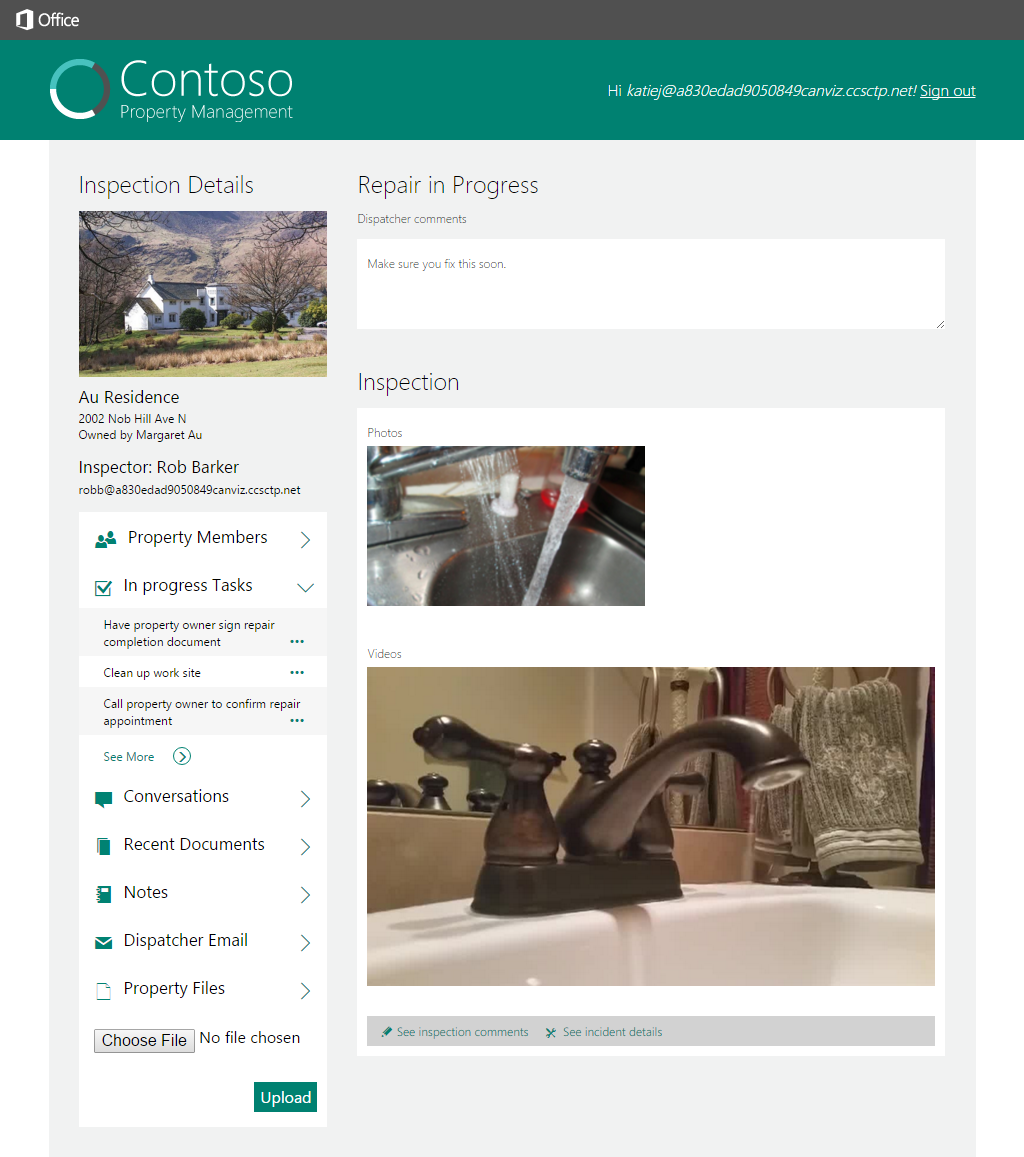 Office
Contoso
Property Management
Hi katiej@a830edad9050849canviz.ccsctp.net! Sign out
Inspection Details
Au Residence
2002 Nob Hill Ave N
Owned by Margaret Au
Inspector: Rob Barker
robb@a830edad9050849canviz.ccsctp.net
Property Members
In progress Tasks
Have property owner sign repair
completion document
Clean up work site
Call property owner to confirm repair
appointment
See More
Conversations
Recent Documents
Notes
Dispatcher Email
Property Files
Choose File No file chosen
Upload
Repair in Progress
Dispatcher comments
Make sure you fix this soon.
Inspection
Photos
Videos
See inspection comments See incident details